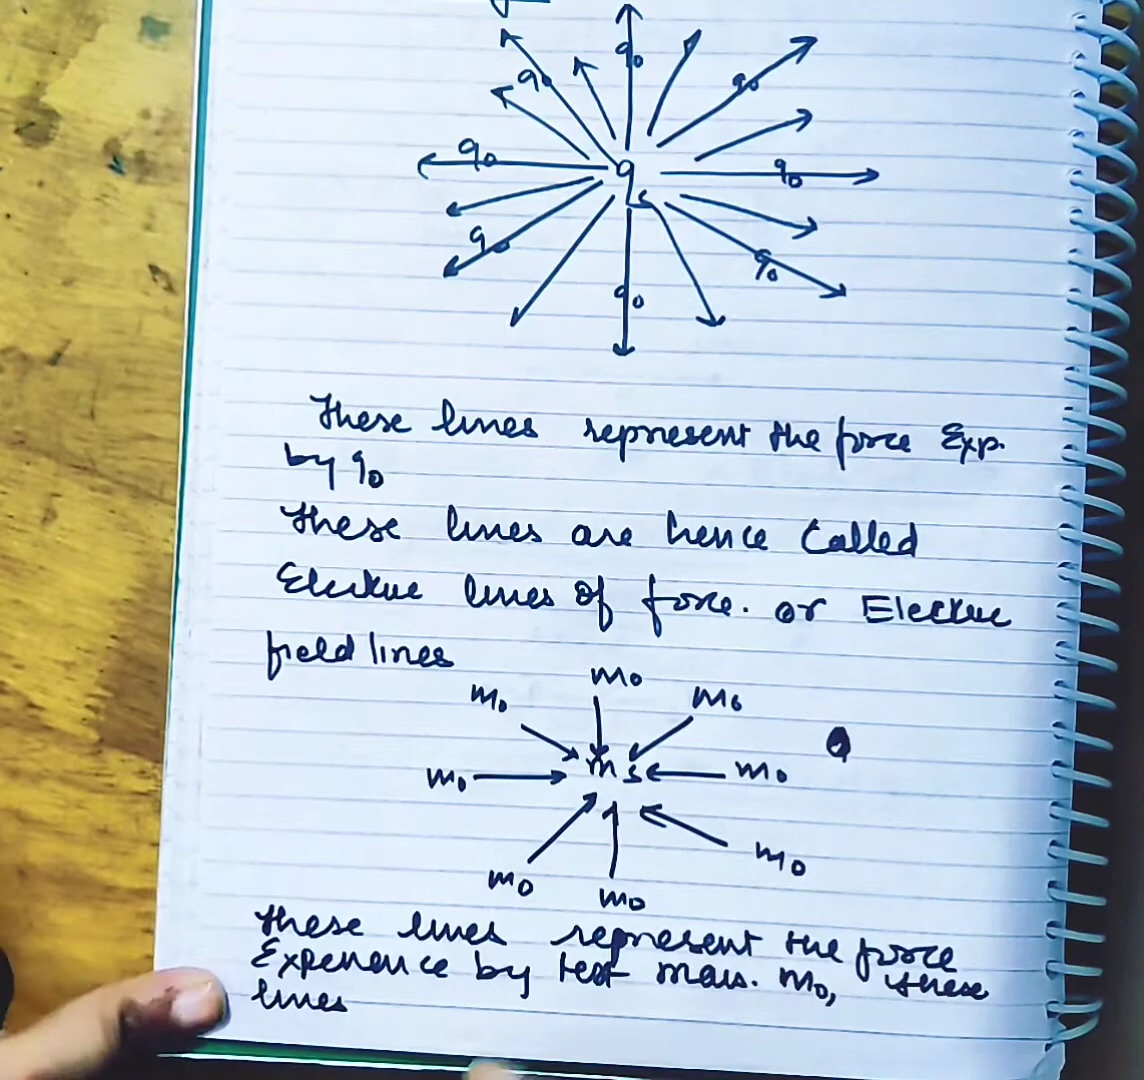 q₀
q₀ q₀
q₀ q₀
qₛ
q₀ q₀
q₀
These lines represent the force Exp.
by q₀
These lines are hence Called
Electric lines of force. or Electric
field lines
m₀
m₀ m₀
m₀ mₛ m₀
m₀
m₀ m₀
These lines represent the force
Experience by test mass. m₀, these
lines